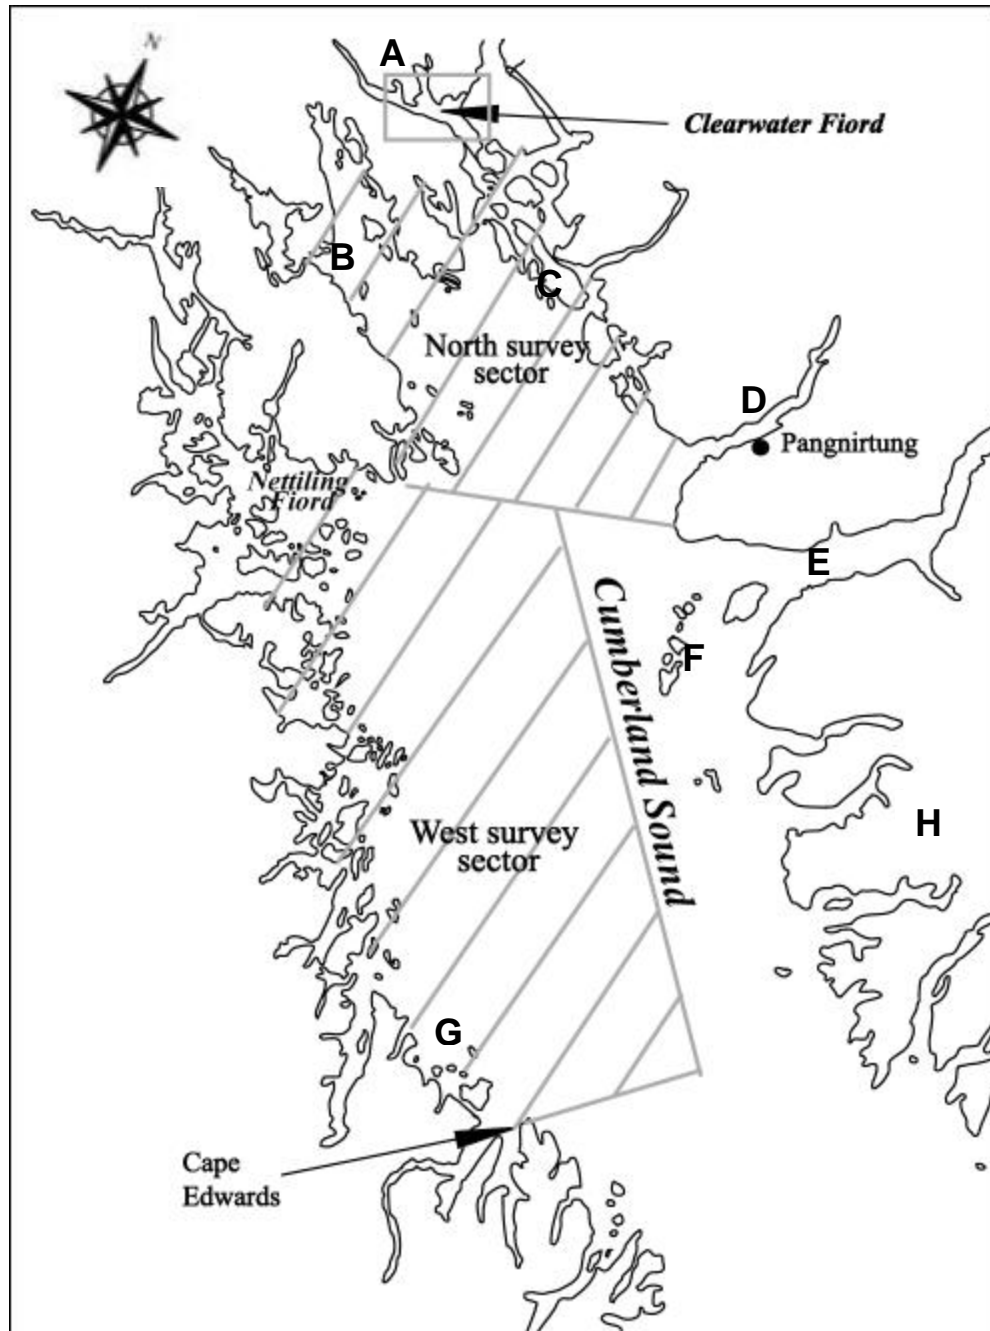 N
A
Clearwater Fiord
B
C
North survey
sector
D
Pangnirtung
Nettiling
Fiord
E
Cumberland Sound
F
West survey
sector
H
G
Cape
Edwards